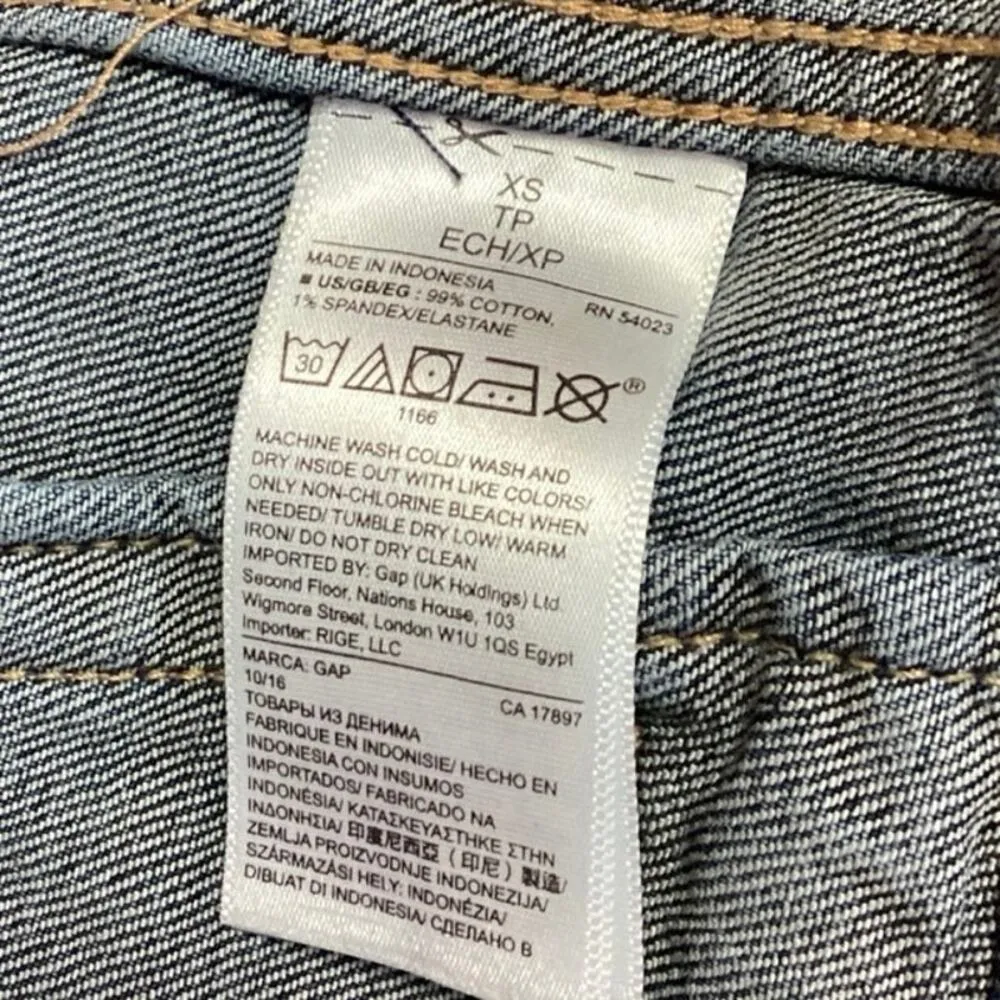 XS
TP
ECH/XP
MADE IN INDONESIA
RN 54023
■ US/GB/EG : 99% COTTON,
1% SPANDEX/ELASTANE
30
®
1166
MACHINE WASH COLD/ WASH AND
DRY INSIDE OUT WITH LIKE COLORS/
ONLY NON-CHLORINE BLEACH WHEN
NEEDED/ TUMBLE DRY LOW/ WARM
IRON/ DO NOT DRY CLEAN
IMPORTED BY: Gap (UK Holdings) Ltd.
Second Floor, Nations House, 103
Wigmore Street, London W1U 1QS Egypt
Importer: RIGE, LLC
MARCA: GAP
10/16
CA 17897
ТОВАРЫ ИЗ ДЕНИМА
FABRIQUE EN INDONISIE/ HECHO EN
INDONESIA CON INSUMOS
IMPORTADOS/ FABRICADO NA
INDONÉSIA/ ΚΑΤΑΣΚΕΥΑΣΤΗΚΕ ΣΤΗΝ
ΙΝΔΟΝΗΣΙΑ/ 印度尼西亞 ( 印尼 ) 製造/
ZEMLJA PROIZVODNJE INDONEZIJA/
SZÁRMAZÁSI HELY: INDONÉZIA/
DIBUAT DI INDONESIA/ СДЕЛАНО В